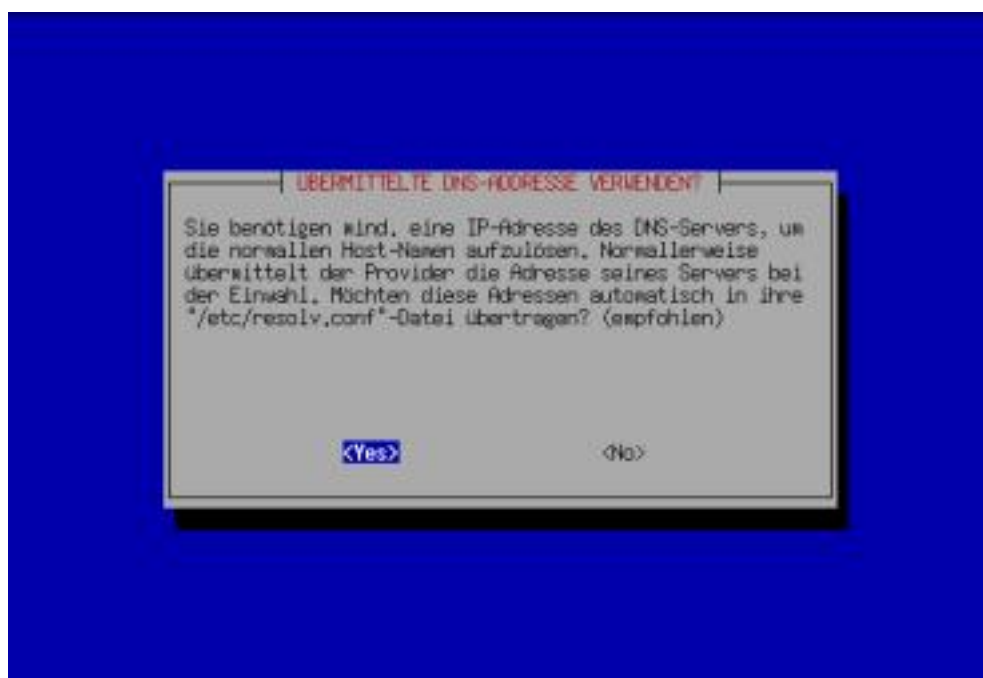 ÜBERMITTELTE DNS-ADDRESSE VERWENDEN?
Sie benötigen mind. eine IP-Adresse des DNS-Servers, um
die normallen Host-Namen aufzulösen. Normallerweise
übermittelt der Provider die Adresse seines Servers bei
der Einwahl. Möchten diese Adressen automatisch in ihre
"/etc/resolv.conf"-Datei übertragen? (empfohlen)
<Yes> <No>